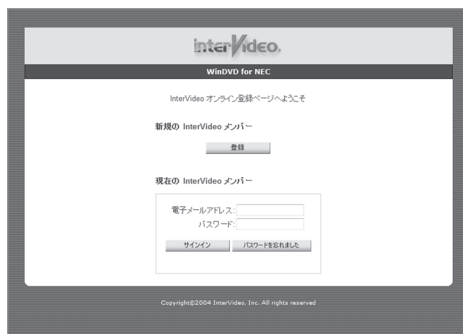 InterVideo.
WinDVD for NEC
InterVideo オンライン登録ページへようこそ
新規の InterVideo メンバー
登録
現在の InterVideo メンバー
電子メールアドレス:
パスワード:
サインイン パスワードを忘れました
Copyright©2004 InterVideo, Inc. All rights reserved